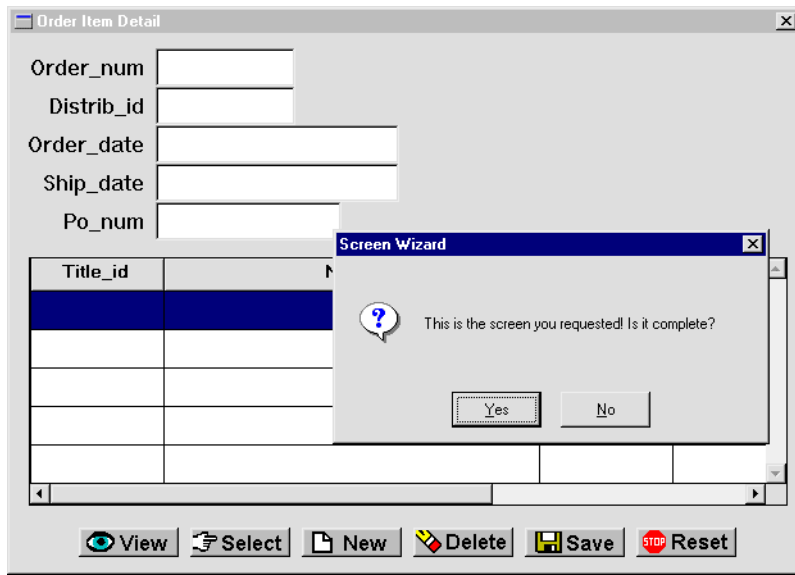 Order Item Detail
Order_num
Distrib_id
Order_date
Ship_date
Po_num
Screen Wizard
Title_id
This is the screen you requested! Is it complete?
Yes No
View Select New Delete Save STOP Reset